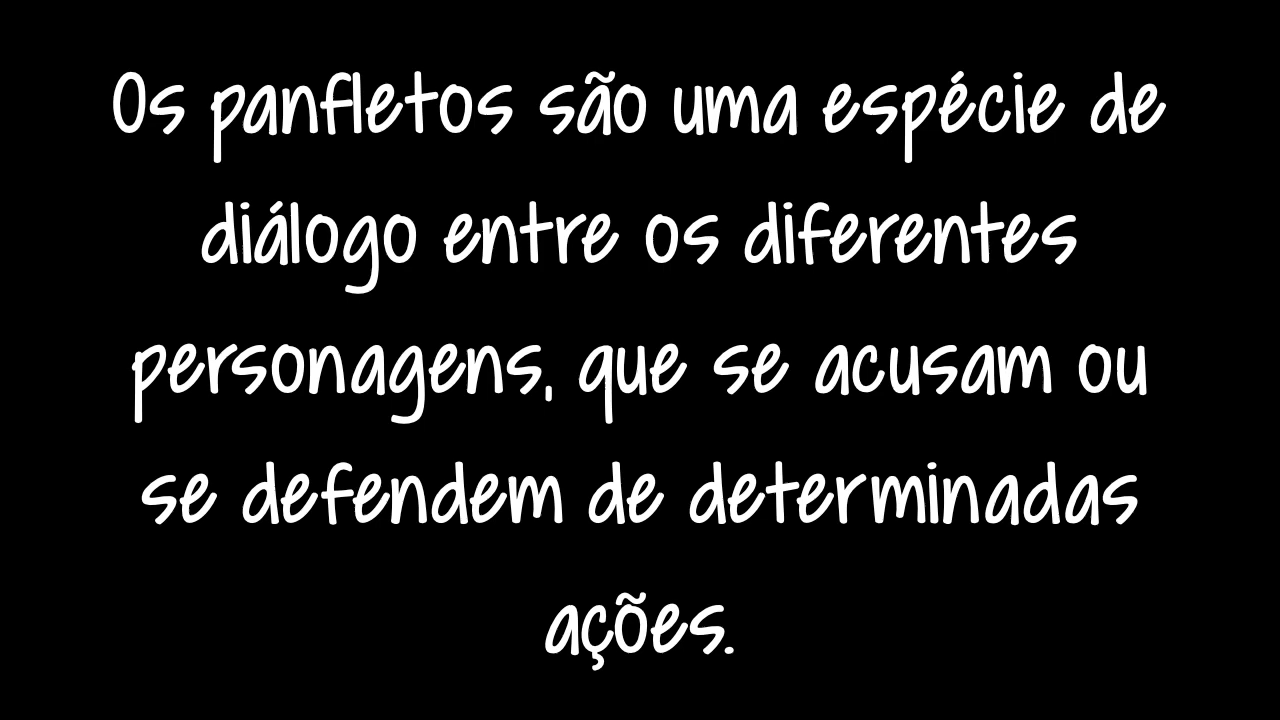 Os panfletos são uma espécie de
diálogo entre os diferentes
personagens, que se acusam ou
se defendem de determinadas
ações.